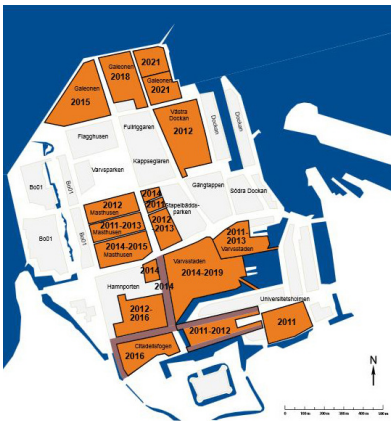 2021
Galeonen
2018
Galeonen
2021
Galeonen
2015
Västra
Dockan
2012
Dockan
Dockan
Fullriggaren
Flagghusen
Kappseglaren
Varvsparken
Bo01
Bo01
Bo01
Bo01
Gängtappen
Södra Dockan
2014
2011
2012
Masthusen
Stapelbädds-
parken
2011-2013
Masthusen
2012-
2013
2014-2015
Masthusen
2011-
2013
Varvsstaden
Varvsstaden
2014-2019
2014
2014
Hamnporten
Universitetsholmen
2012-
2016
2011-2012
2011
Citadellsfogen
2016
N